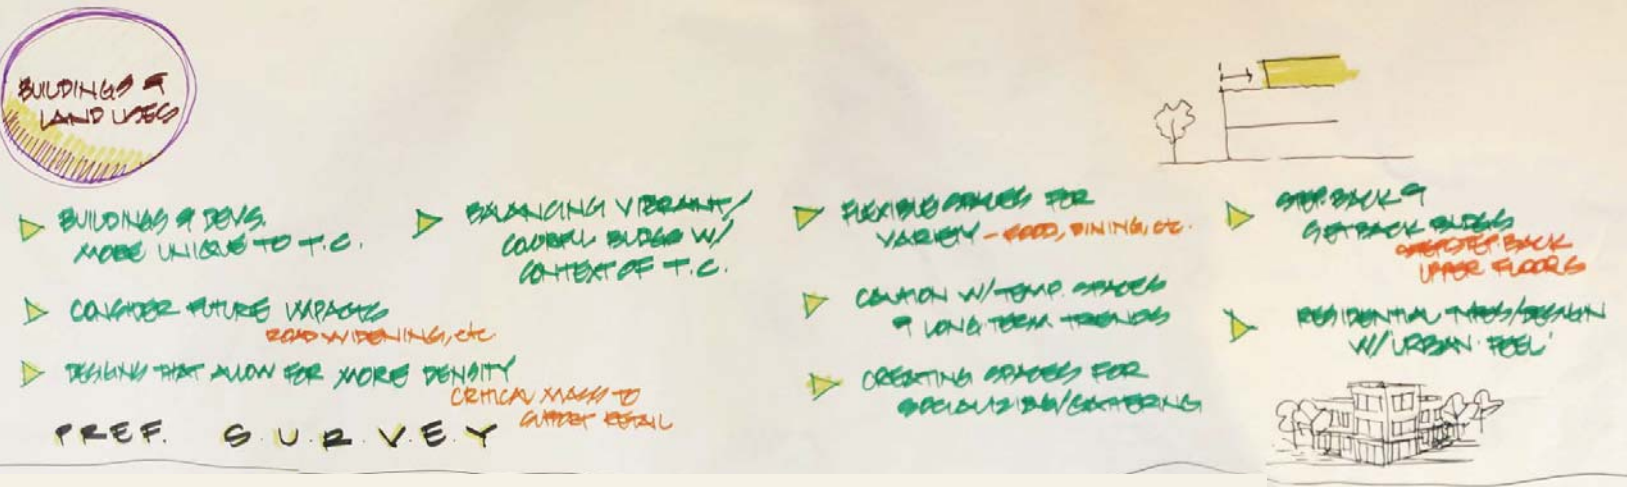 BUILDINGS &
LAND USES
BUILDINGS & DEVS.
MORE UNIQUE TO T.C.
CONSIDER FUTURE IMPACTS
ROAD WIDENING, etc.
DESIGNS THAT ALLOW FOR MORE DENSITY
CRITICAL MASS TO
SUPPORT RETAIL
PREF. S.U.R.V.E.Y
BALANCING VIBRANT/
COLORFUL BLDGS W/
CONTEXT OF T.C.
FLEXIBLE SPACES FOR
VARIETY - FOOD, DINING, etc.
CAUTION W/ TEMP. SPACES
& LONG TERM TRENDS
CREATING SPACES FOR
SOCIALIZING/GATHERING
STEP.BACK &
SETBACK BLDGS
STEP BACK
UPPER FLOORS
RESIDENTIAL TYPES/DESIGN
W/ URBAN 'FEEL'